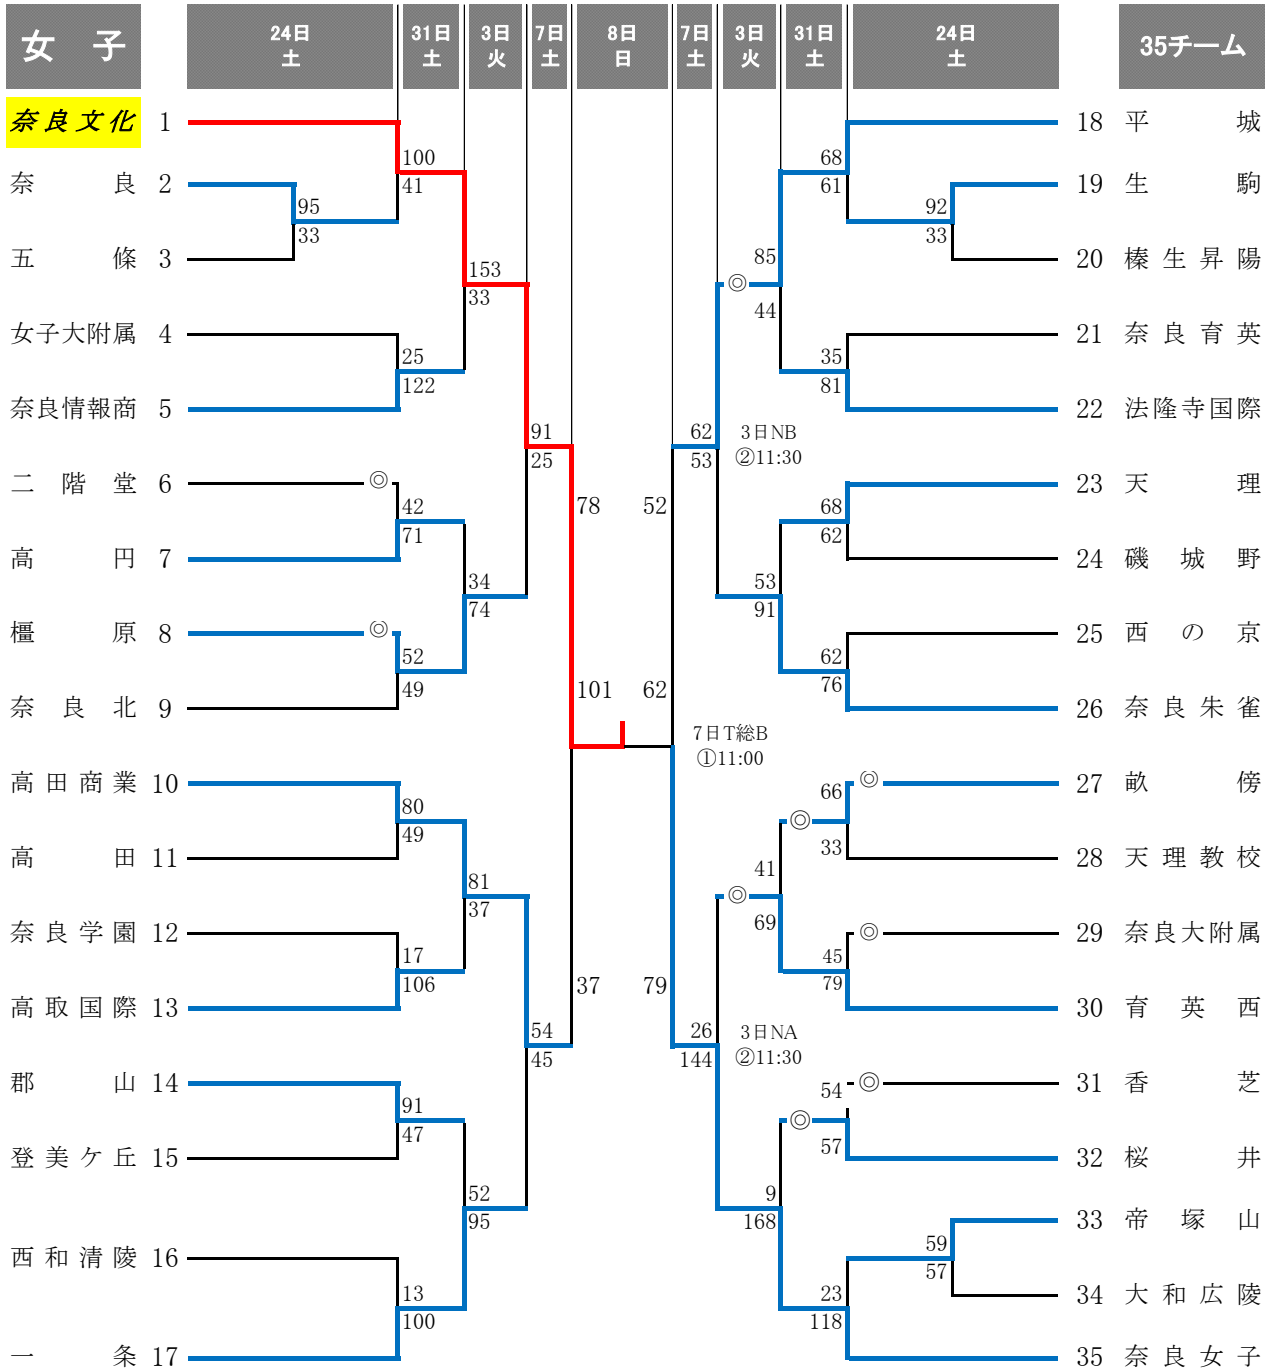 女子 24日 31日 3日 7日 8日 7日 3日 31日 24日 35チーム
土 土 火 土 日 土 火 土 土
奈良文化 1
奈良 2
五條 3
女子大附属 4
奈良情報商 5
二階堂 6 ◎
高円 7
橿原 8 ◎
奈良北 9
高田商業 10
高田 11
奈良学園 12
高取国際 13
郡山 14
登美ケ丘 15
西和清陵 16
一条 17
95
33
100
41
25
122
42
71
52
49
80
49
17
106
91
47
13
100
153
33
34
74
81
37
52
95
91
25
54
45
78 52
101 62
37 79
62
53
26
144
3日NB
②11:30
7日T総B
①11:00
3日NA
②11:30
85
◎
44
53
91
41
◎
69
9
168
68
61
35
81
68
62
62
76
66
◎
33
45
79
54
◎
57
23
118
92
33
59
57
18 平城
19 生駒
20 榛生昇陽
21 奈良育英
22 法隆寺国際
23 天理
24 磯城野
25 西の京
26 奈良朱雀
◎ 27 畝傍
28 天理教校
◎ 29 奈良大附属
30 育英西
◎ 31 香芝
32 桜井
33 帝塚山
34 大和広陵
35 奈良女子